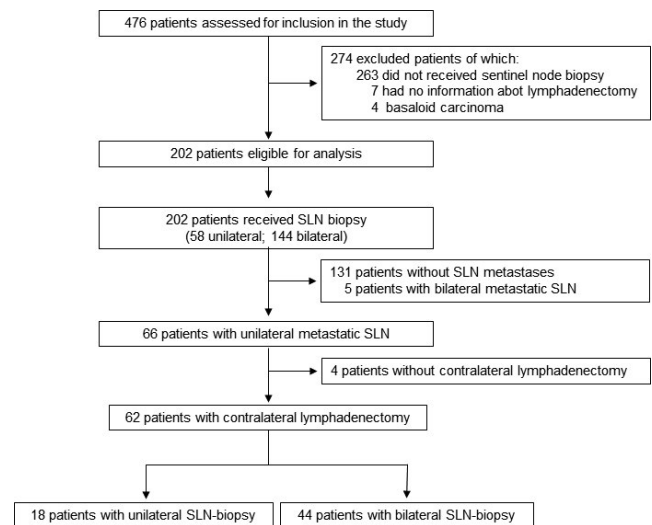 476 patients assessed for inclusion in the study
274 excluded patients of which:
263 did not received sentinel node biopsy
7 had no information abot lymphadenectomy
4 basaloid carcinoma
202 patients eligible for analysis
202 patients received SLN biopsy
(58 unilateral; 144 bilateral)
131 patients without SLN metastases
5 patients with bilateral metastatic SLN
66 patients with unilateral metastatic SLN
4 patients without contralateral lymphadenectomy
62 patients with contralateral lymphadenectomy
18 patients with unilateral SLN-biopsy
44 patients with bilateral SLN-biopsy